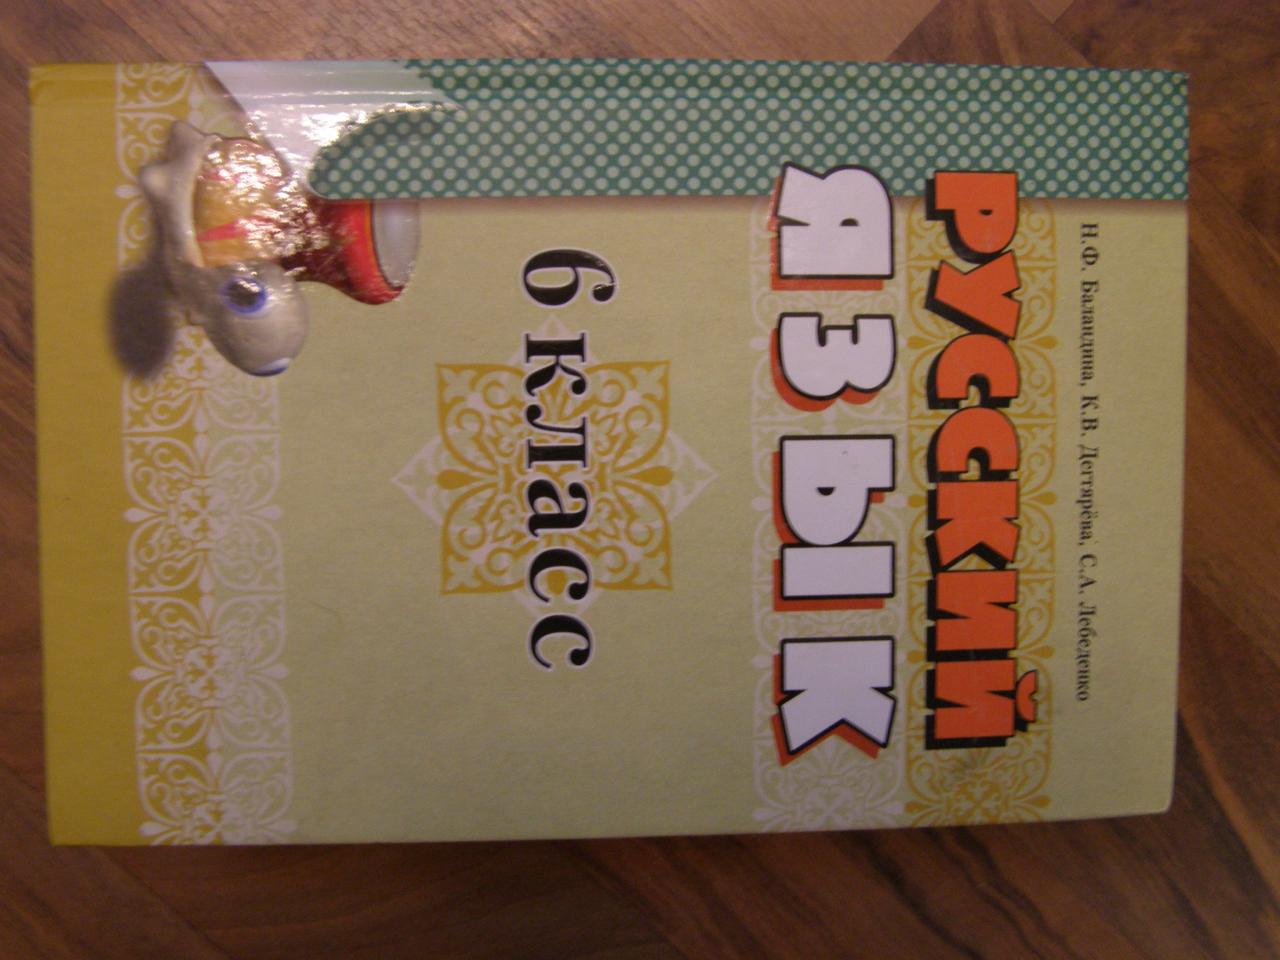 Н.Ф. Баландина, К.В. Дегтярёва, С.А. Лебеденко
РУССКИЙ
ЯЗЫК
6 класс